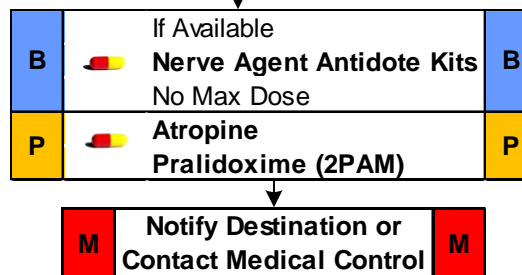 If Available
B Nerve Agent Antidote Kits B
No Max Dose
P Atropine P
Pralidoxime (2PAM)
M Notify Destination or M
Contact Medical Control